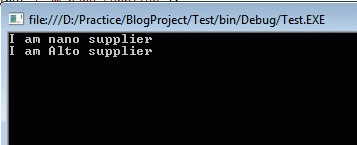 file:///D:/Practice/BlogProject/Test/bin/Debug/Test.EXE
I am nano supplier
I am Alto supplier